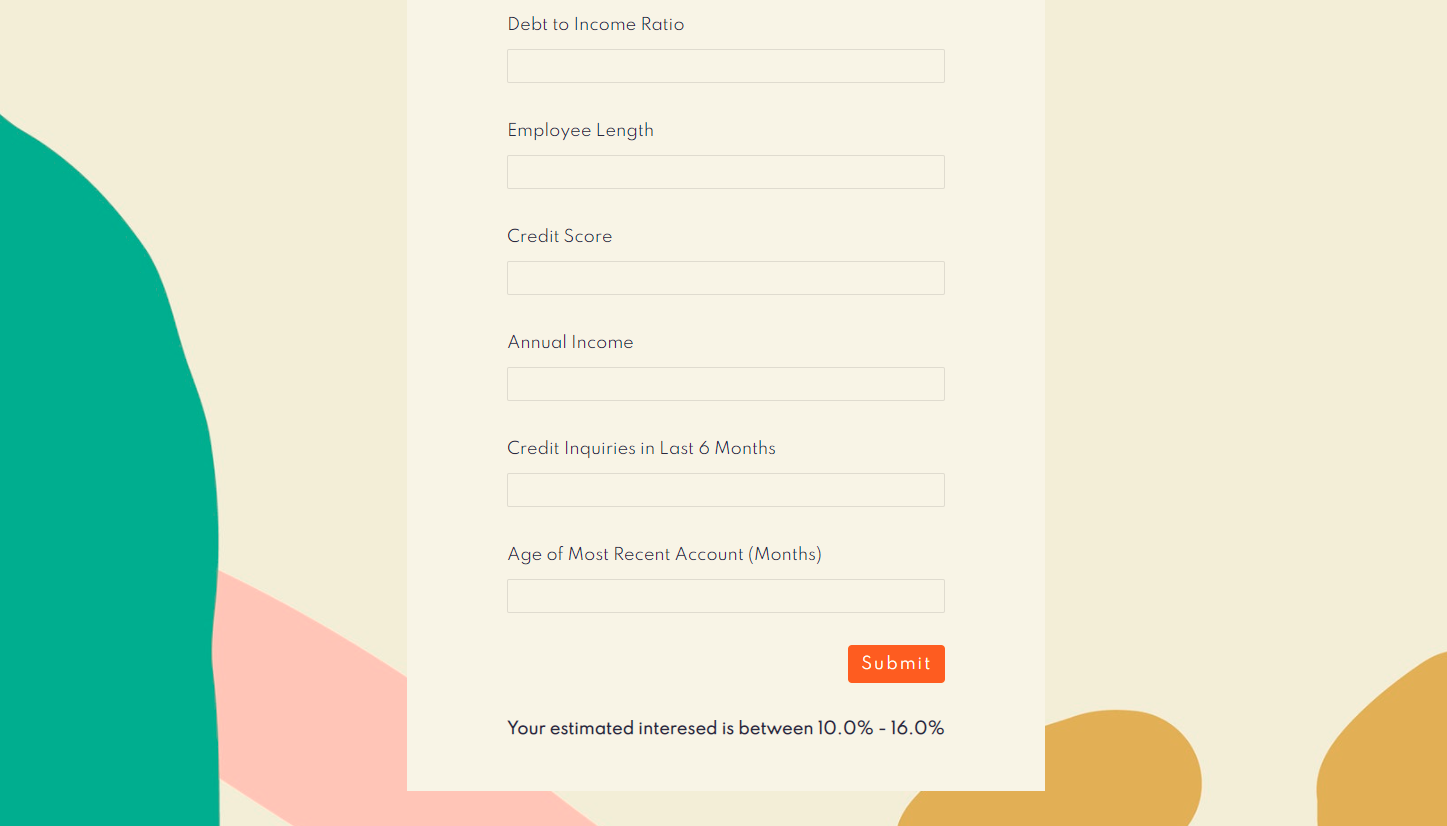 Debt to Income Ratio
Employee Length
Credit Score
Annual Income
Credit Inquiries in Last 6 Months
Age of Most Recent Account (Months)
Submit
Your estimated interesed is between 10.0% - 16.0%